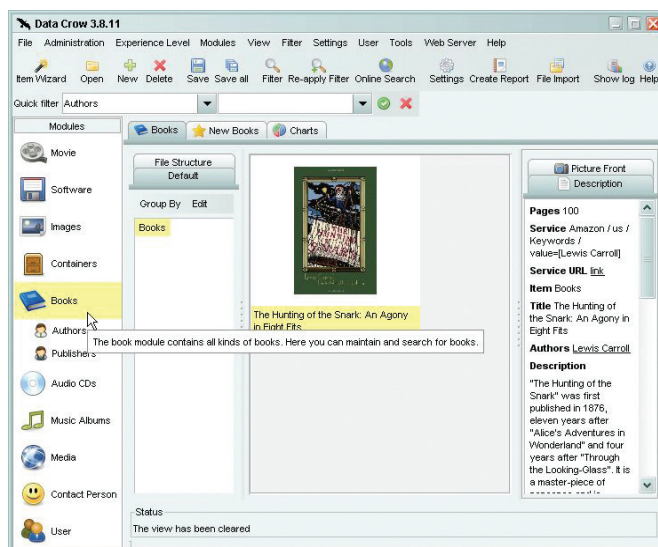 Data Crow 3.8.11
File Administration Experience Level Modules View Filter Settings User Tools Web Server Help
Item Wizard Open New Delete Save Save all Filter Re-apply Filter Online Search Settings Create Report File Import Show log Help
Quick filter Authors
Modules
Movie
Software
Images
Containers
Books
Authors
Publishers
Audio CDs
Music Albums
Media
Contact Person
User
Books New Books Charts
File Structure
Default
Group By Edit
Books
The Hunting of the Snark: An Agony
in Eight Fits
The book module contains all kinds of books. Here you can maintain and search for books.
Picture Front
Description
Pages 100
Service Amazon / us /
Keywords /
value=[Lewis Carroll]
Service URL link
Item Books
Title The Hunting of
the Snark: An Agony in
Eight Fits
Authors Lewis Carroll
Description
"The Hunting of the
Snark" was first
published in 1876,
eleven years after
"Alice's Adventures in
Wonderland" and four
years after "Through
the Looking-Glass". It is
a master-piece of
Status
The view has been cleared